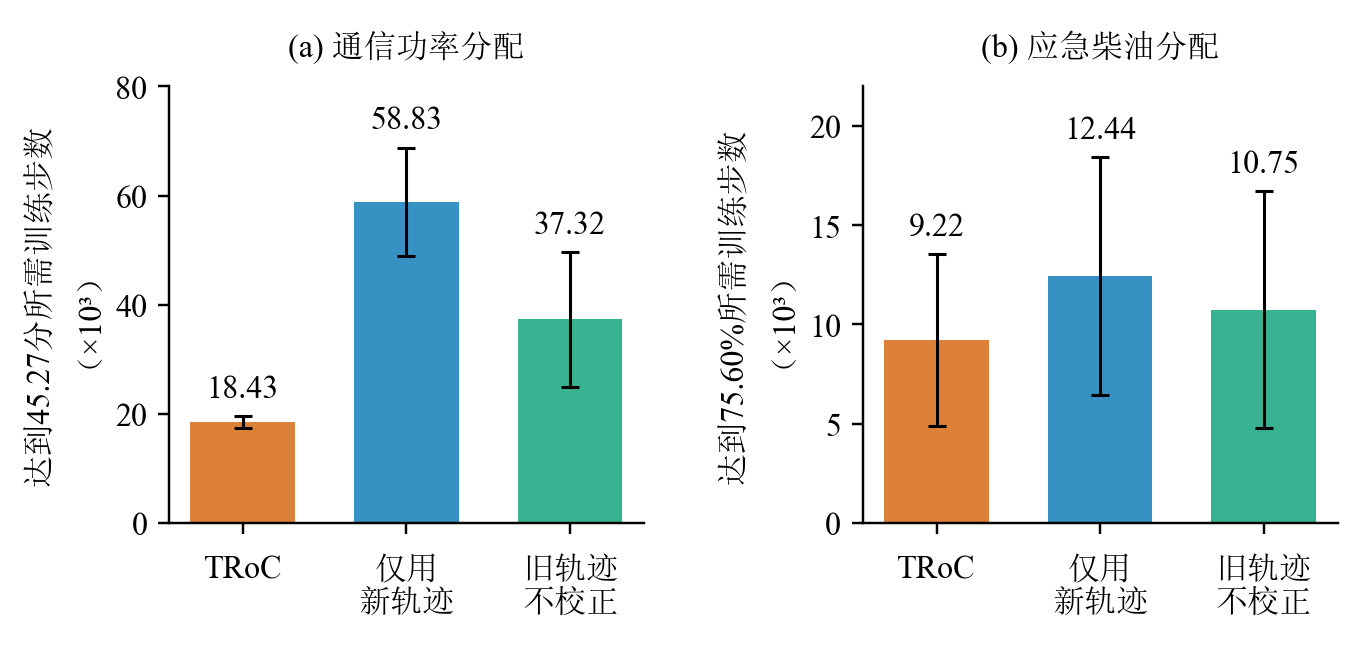 (a) 通信功率分配
达到45.27分所需训练步数
（×10³）
80
60
40
20
0
18.43
58.83
37.32
TRoC
仅用
新轨迹
旧轨迹
不校正
(b) 应急柴油分配
达到75.60%所需训练步数
（×10³）
20
15
10
5
0
9.22
12.44
10.75
TRoC
仅用
新轨迹
旧轨迹
不校正